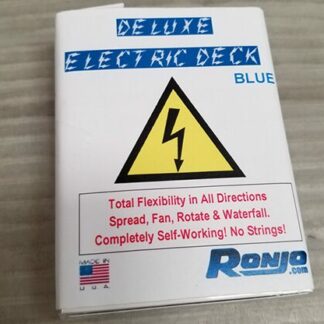 DELUXE
ELECTRIC DECK
BLUE
Total Flexibility in All Directions
Spread, Fan, Rotate & Waterfall.
Completely Self-Working! No Strings!
MADE IN
U.S.A.
Ronjo
.com